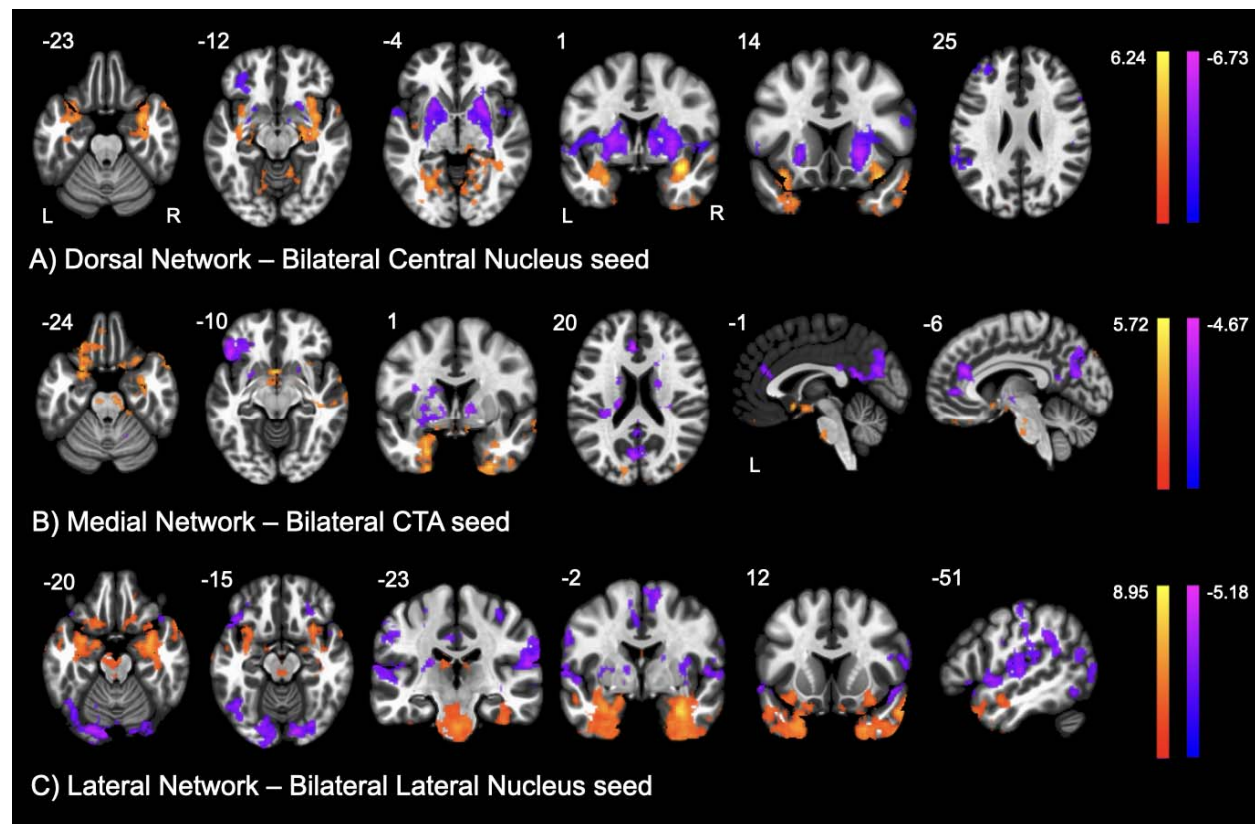 -23 -12 -4 1 14 25 6.24 -6.73
L R L R
A) Dorsal Network – Bilateral Central Nucleus seed
-24 -10 1 20 -1 -6 5.72 -4.67
L
B) Medial Network – Bilateral CTA seed
-20 -15 -23 -2 12 -51 8.95 -5.18
C) Lateral Network – Bilateral Lateral Nucleus seed